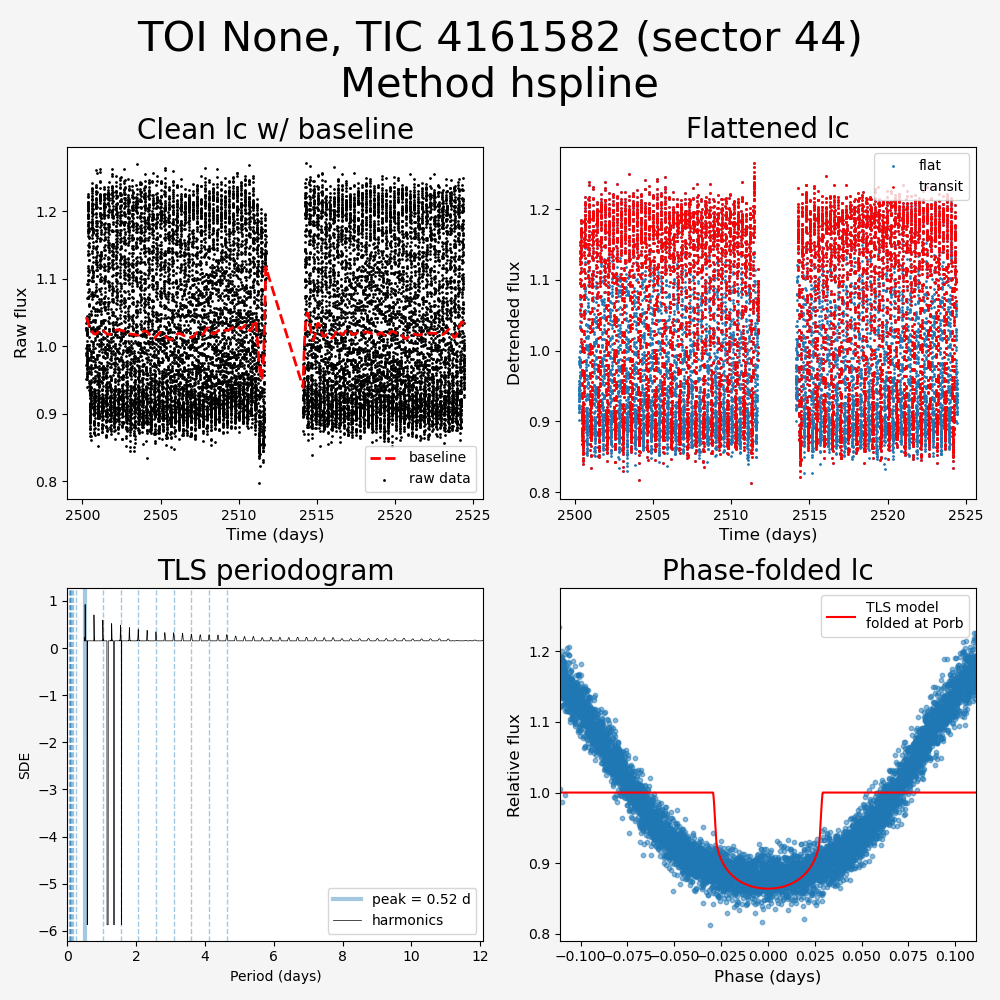 TOI None, TIC 4161582 (sector 44)
Method hspline
Clean lc w/ baseline
Raw flux
1.2
1.1
1.0
0.9
0.8
baseline
raw data
2500 2505 2510 2515 2520 2525
Time (days)
Flattened lc
Detrended flux
1.2
1.1
1.0
0.9
0.8
flat
transit
2500 2505 2510 2515 2520 2525
Time (days)
TLS periodogram
SDE
1
0
−1
−2
−3
−4
−5
−6
peak = 0.52 d
harmonics
0 2 4 6 8 10 12
Period (days)
Phase-folded lc
Relative flux
1.2
1.1
1.0
0.9
0.8
TLS model
folded at Porb
−0.100 −0.075 −0.050 −0.025 0.000 0.025 0.050 0.075 0.100
Phase (days)